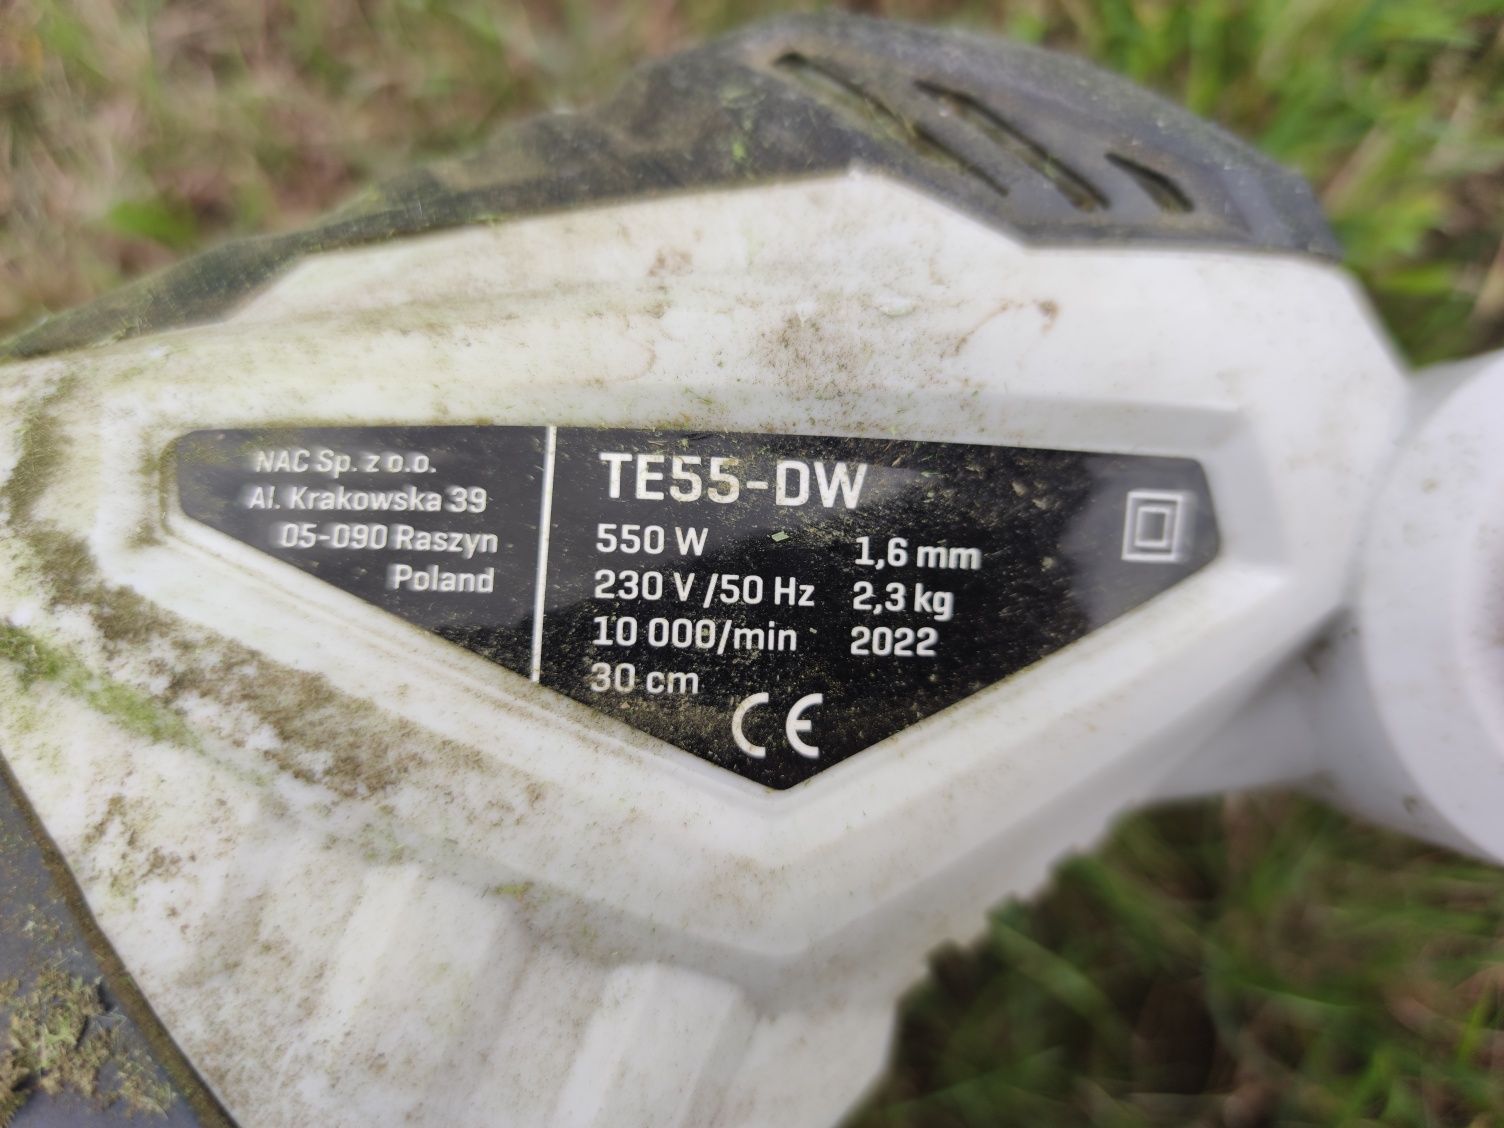 NAC Sp. z o.o.
Al. Krakowska 39
05-090 Raszyn
Poland
TE55-DW
550 W
230 V /50 Hz
10 000/min
30 cm
1,6 mm
2,3 kg
2022
CE